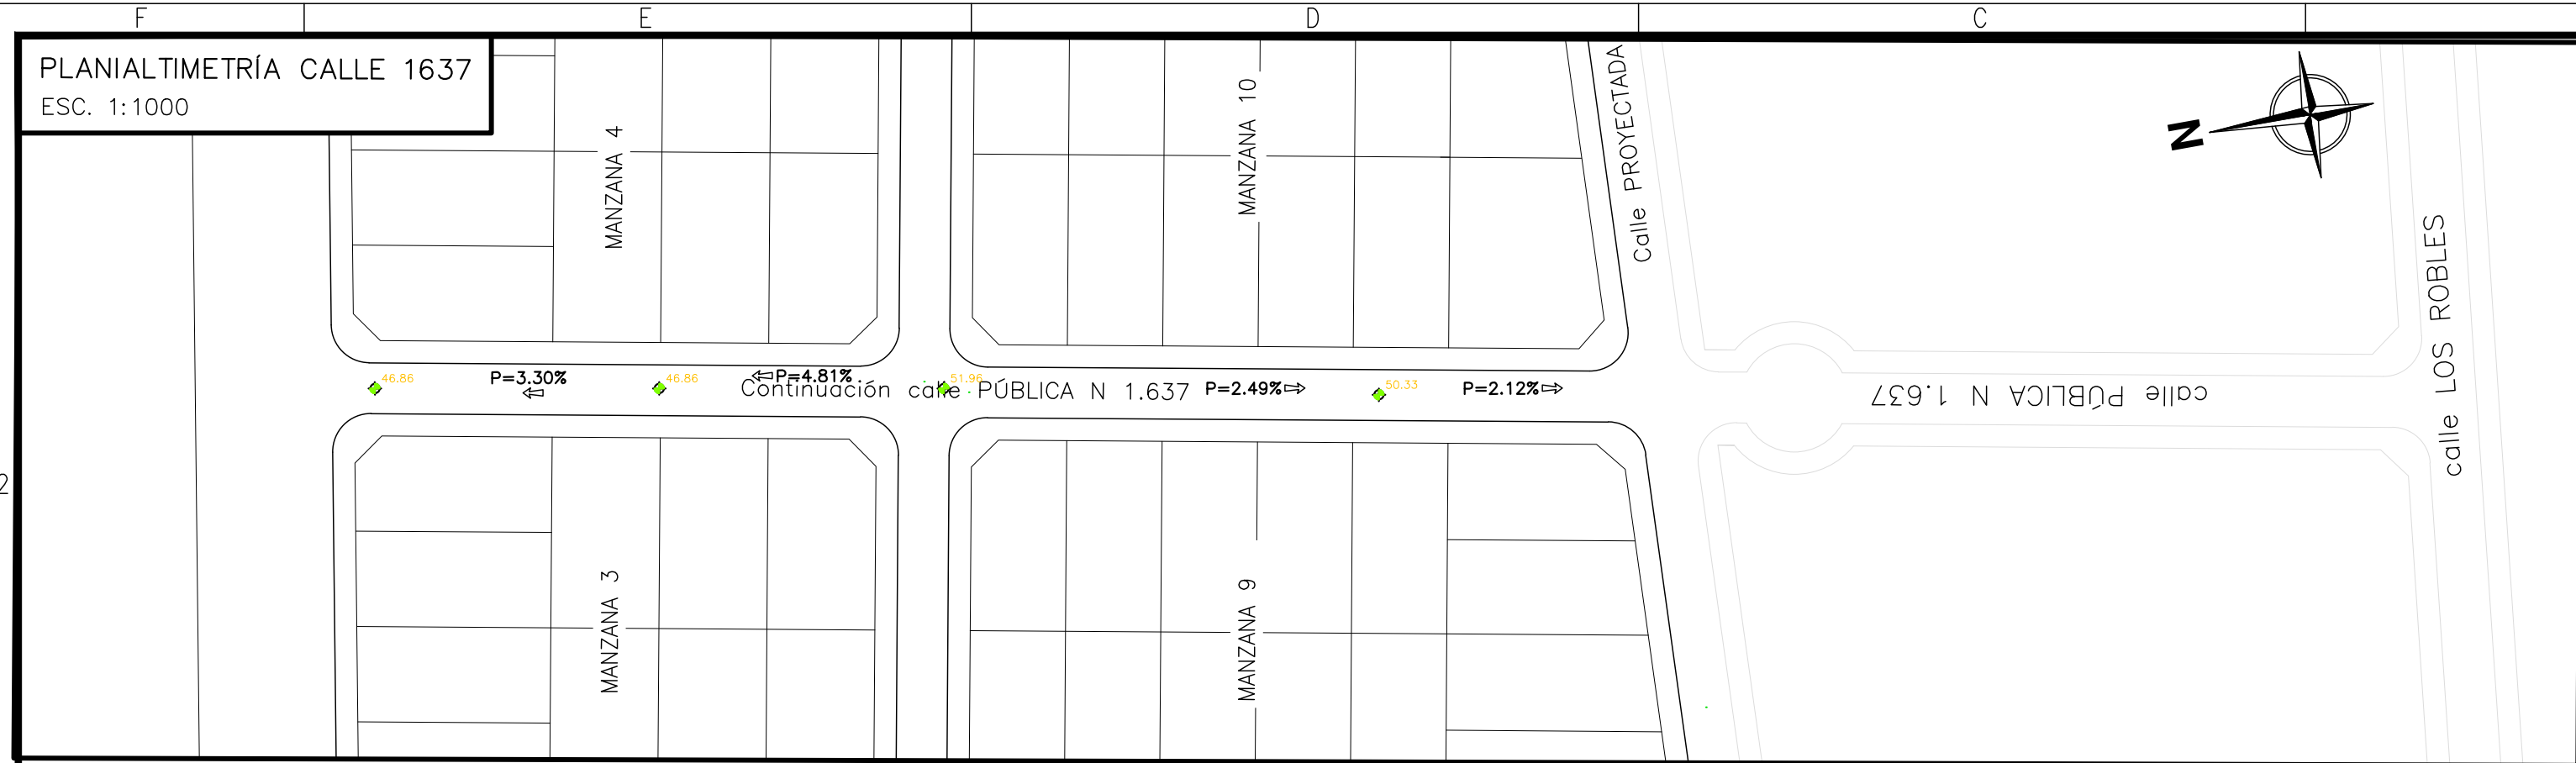 F E D C
PLANIALTIMETRÍA CALLE 1637
ESC. 1:1000
MANZANA 4
MANZANA 10
Calle PROYECTADA
N
calle LOS ROBLES
46.86
P=3.30%
46.86
P=4.81%
51.96
Continuación calle PÚBLICA N 1.637
P=2.49%
50.33
P=2.12%
calle PÚBLICA N 1.637
2
MANZANA 3
MANZANA 9